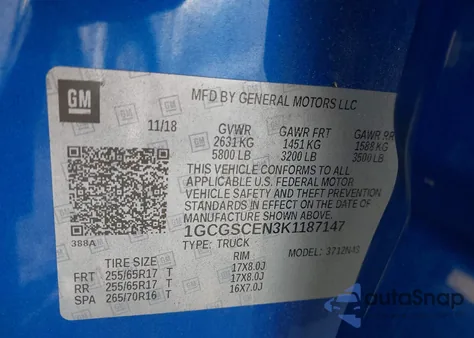 GM
MFD BY GENERAL MOTORS LLC
11/18 GVWR GAWR FRT GAWR RR
2631 KG 1451 KG 1588 KG
5800 LB 3200 LB 3500 LB
THIS VEHICLE CONFORMS TO ALL
APPLICABLE U.S. FEDERAL MOTOR
VEHICLE SAFETY AND THEFT PREVENTION
STANDARDS IN EFFECT ON THE DATE OF
MANUFACTURE SHOWN ABOVE.
388A 1GCGSCEN3K1187147
TYPE: TRUCK MODEL:
TIRE SIZE RIM
FRT 255/65R17 T 17X8.0J
RR 255/65R17 T 17X8.0J
SPA 265/70R16 T 16X7.0J
autoSnap